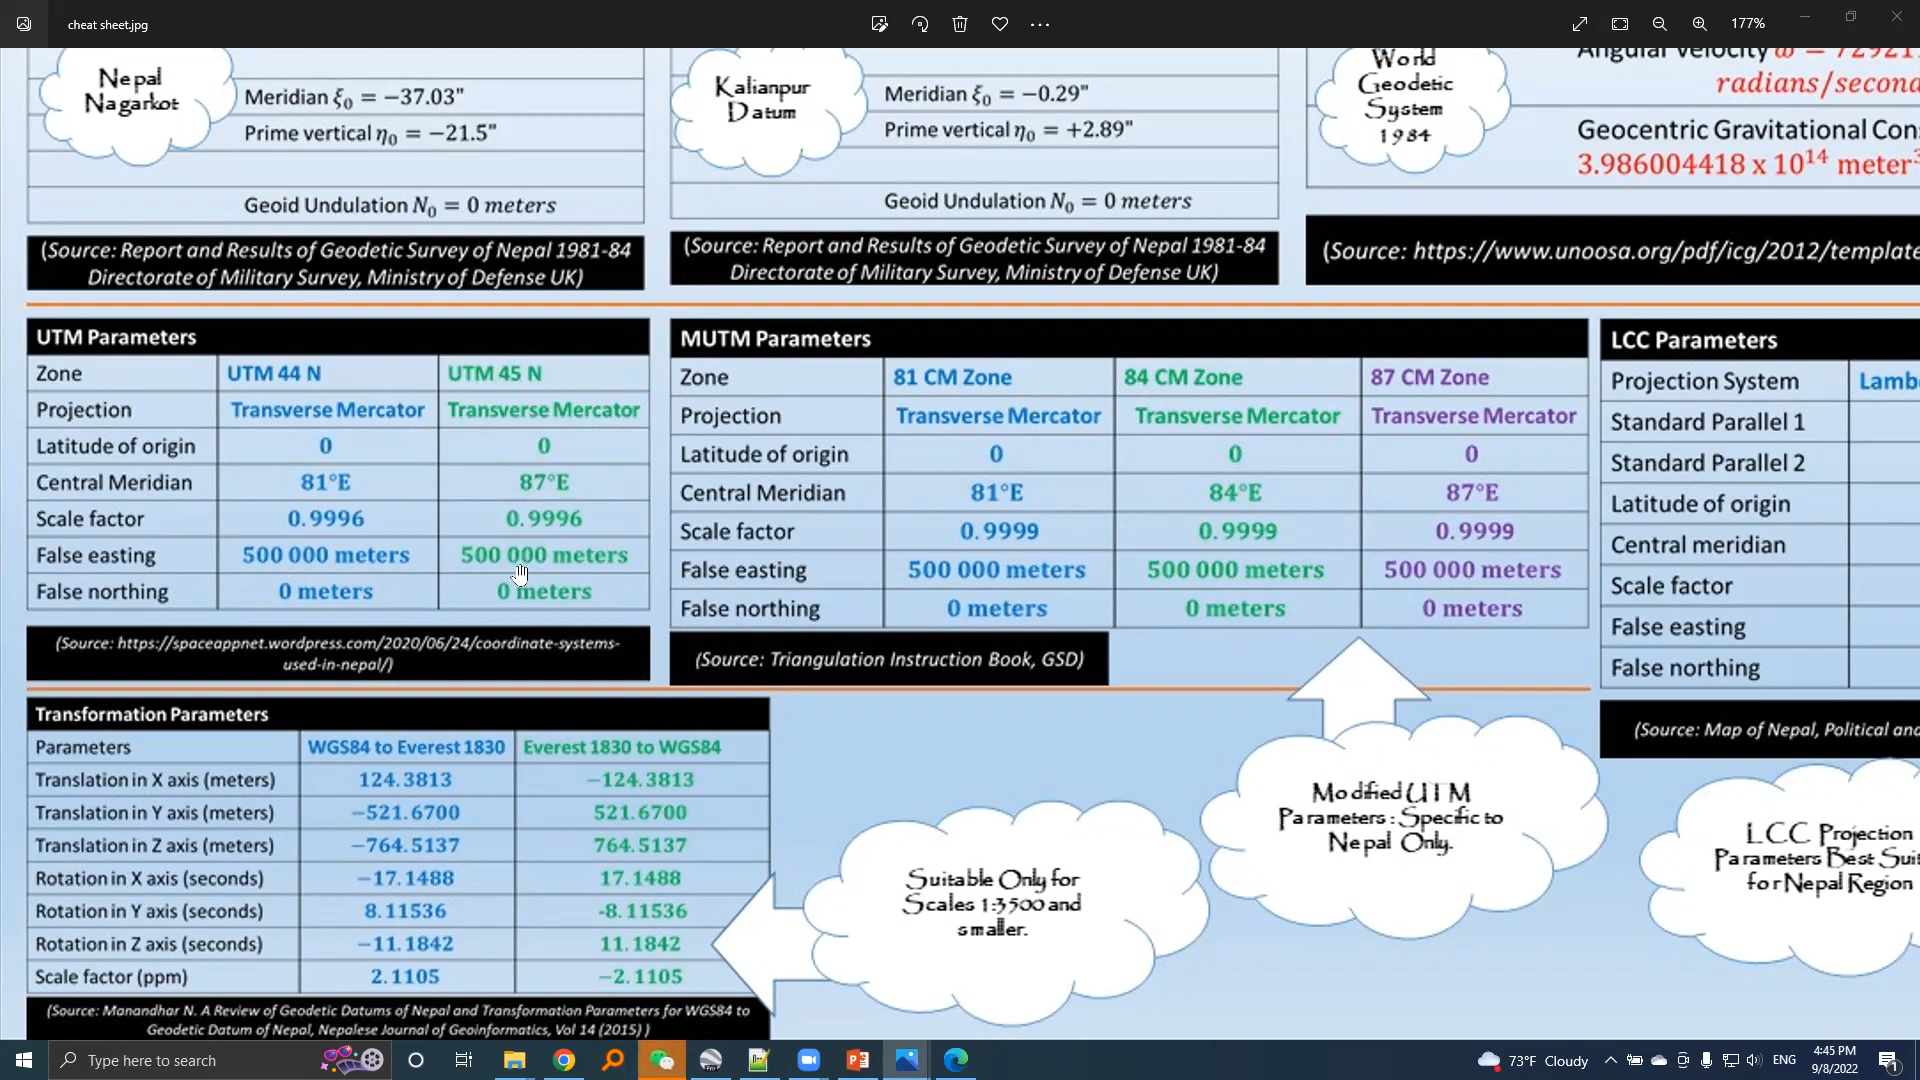 cheat sheet.jpg
177%
Nepal
Nagarkot
Meridian ξ₀ = −37.03"
Prime vertical η₀ = −21.5"
Geoid Undulation N₀ = 0 meters
(Source: Report and Results of Geodetic Survey of Nepal 1981-84
Directorate of Military Survey, Ministry of Defense UK)
Kalianpur
Datum
Meridian ξ₀ = −0.29"
Prime vertical η₀ = +2.89"
Geoid Undulation N₀ = 0 meters
(Source: Report and Results of Geodetic Survey of Nepal 1981-84
Directorate of Military Survey, Ministry of Defense UK)
World
Geodetic
System
1984
Angular Velocity ω = 72921
radians/second
Geocentric Gravitational Con
3.986004418 x 10¹⁴ meter³
(Source: https://www.unoosa.org/pdf/icg/2012/template
UTM Parameters
Zone UTM 44 N UTM 45 N
Projection Transverse Mercator Transverse Mercator
Latitude of origin 0 0
Central Meridian 81°E 87°E
Scale factor 0.9996 0.9996
False easting 500 000 meters 500 000 meters
False northing 0 meters 0 meters
(Source: https://spaceappnet.wordpress.com/2020/06/24/coordinate-systems-
used-in-nepal/)
MUTM Parameters
Zone 81 CM Zone 84 CM Zone 87 CM Zone
Projection Transverse Mercator Transverse Mercator Transverse Mercator
Latitude of origin 0 0 0
Central Meridian 81°E 84°E 87°E
Scale factor 0.9999 0.9999 0.9999
False easting 500 000 meters 500 000 meters 500 000 meters
False northing 0 meters 0 meters 0 meters
(Source: Triangulation Instruction Book, GSD)
LCC Parameters
Projection System Lamb
Standard Parallel 1
Standard Parallel 2
Latitude of origin
Central meridian
Scale factor
False easting
False northing
(Source: Map of Nepal, Political and
Transformation Parameters
Parameters WGS84 to Everest 1830 Everest 1830 to WGS84
Translation in X axis (meters) 124.3813 −124.3813
Translation in Y axis (meters) −521.6700 521.6700
Translation in Z axis (meters) −764.5137 764.5137
Rotation in X axis (seconds) −17.1488 17.1488
Rotation in Y axis (seconds) 8.11536 -8.11536
Rotation in Z axis (seconds) −11.1842 11.1842
Scale factor (ppm) 2.1105 −2.1105
(Source: Manandhar N. A Review of Geodetic Datums of Nepal and Transformation Parameters for WGS84 to
Geodetic Datum of Nepal, Nepalese Journal of Geoinformatics, Vol 14 (2015) )
Suitable Only for
Scales 1:3500 and
smaller.
Modified UTM
Parameters : Specific to
Nepal Only.
LCC Projection
Parameters Best Suit
for Nepal Region
Type here to search
73°F Cloudy
ENG
4:45 PM
9/8/2022
1